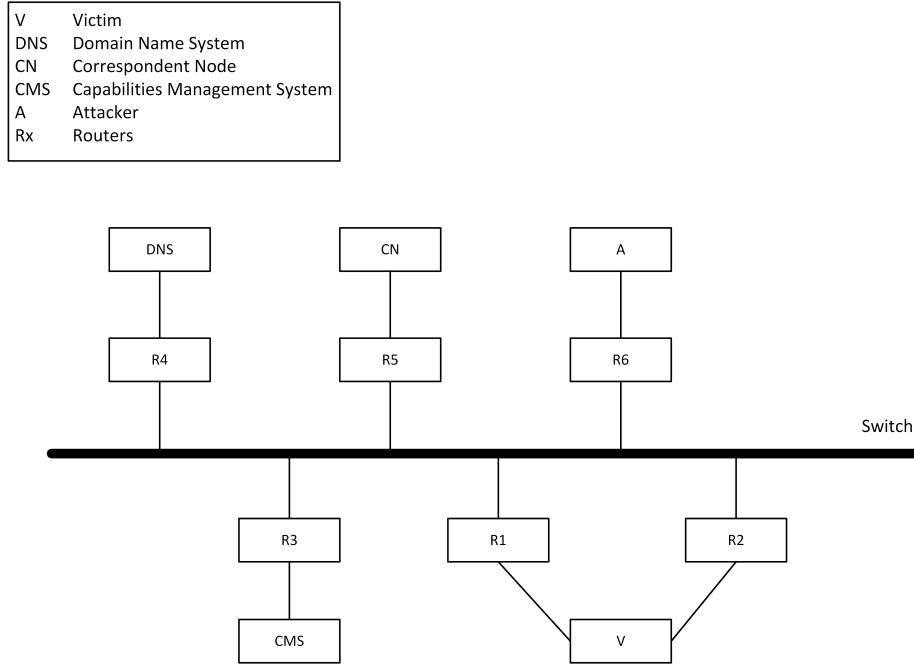 V Victim
DNS Domain Name System
CN Correspondent Node
CMS Capabilities Management System
A Attacker
Rx Routers
DNS CN A
R4 R5 R6
Switch
R3 R1 R2
CMS V